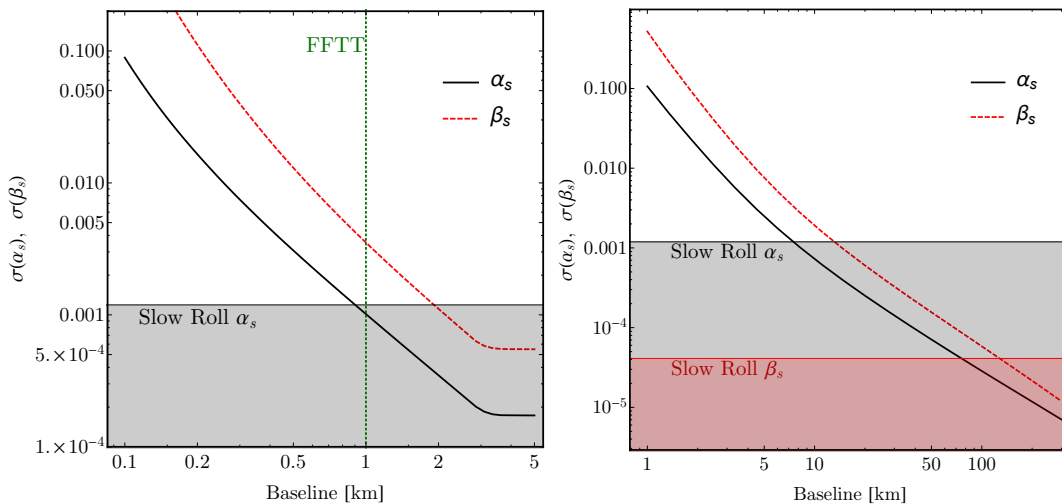 FFTT
α_s
β_s
0.100
0.050
0.010
0.005
0.001
5.×10⁻⁴
1.×10⁻⁴
σ(α_s), σ(β_s)
Slow Roll α_s
0.1 0.2 0.5 1 2 5
Baseline [km]
α_s
β_s
0.100
0.010
0.001
10⁻⁴
10⁻⁵
σ(α_s), σ(β_s)
Slow Roll α_s
Slow Roll β_s
1 5 10 50 100
Baseline [km]